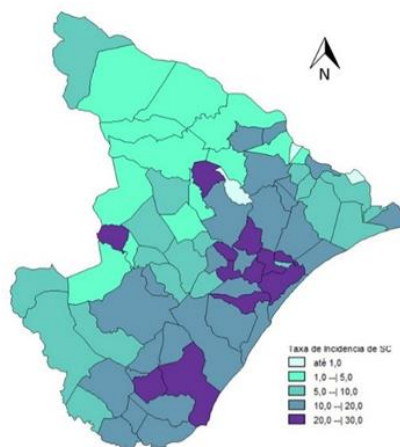 N
Taxa de Incidencia de SC
até 1,0
1,0 --| 5,0
5,0 --| 10,0
10,0 --| 20,0
20,0 --| 30,0